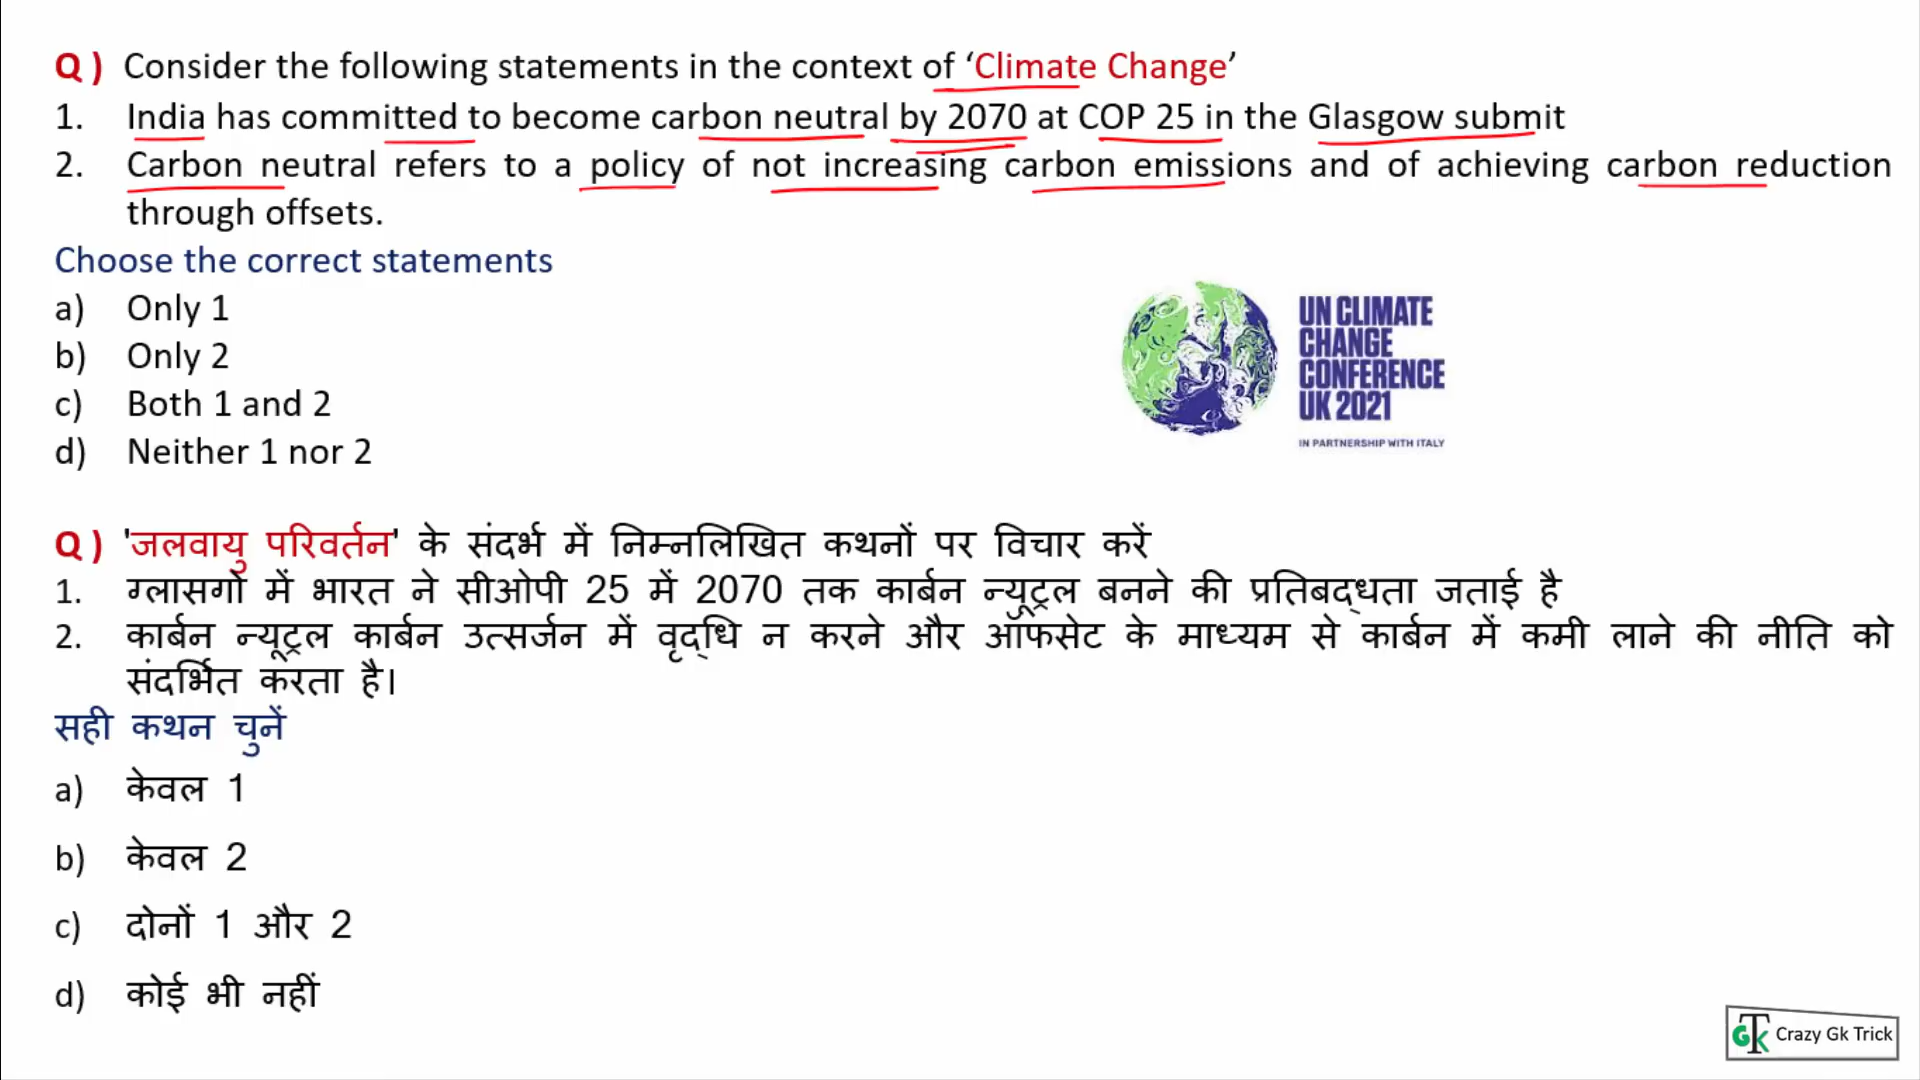 Q ) Consider the following statements in the context of ‘Climate Change’
1. India has committed to become carbon neutral by 2070 at COP 25 in the Glasgow submit
2. Carbon neutral refers to a policy of not increasing carbon emissions and of achieving carbon reduction
through offsets.
Choose the correct statements
a) Only 1
b) Only 2
c) Both 1 and 2
d) Neither 1 nor 2
UN CLIMATE
CHANGE
CONFERENCE
UK 2021
IN PARTNERSHIP WITH ITALY
Q ) 'जलवायु परिवर्तन' के संदर्भ में निम्नलिखित कथनों पर विचार करें
1. ग्लासगो में भारत ने सीओपी 25 में 2070 तक कार्बन न्यूट्रल बनने की प्रतिबद्धता जताई है
2. कार्बन न्यूट्रल कार्बन उत्सर्जन में वृद्धि न करने और ऑफसेट के माध्यम से कार्बन में कमी लाने की नीति को
संदर्भित करता है।
सही कथन चुनें
a) केवल 1
b) केवल 2
c) दोनों 1 और 2
d) कोई भी नहीं
GTK Crazy Gk Trick